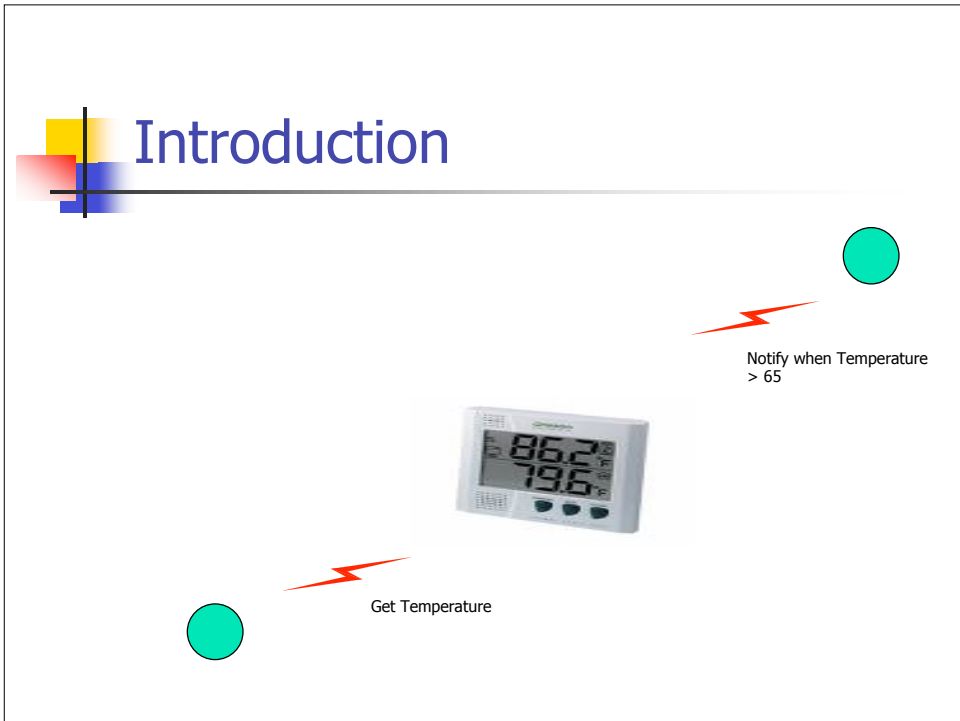 Introduction
Notify when Temperature
> 65
86.2 °F
79.6 °F
Get Temperature